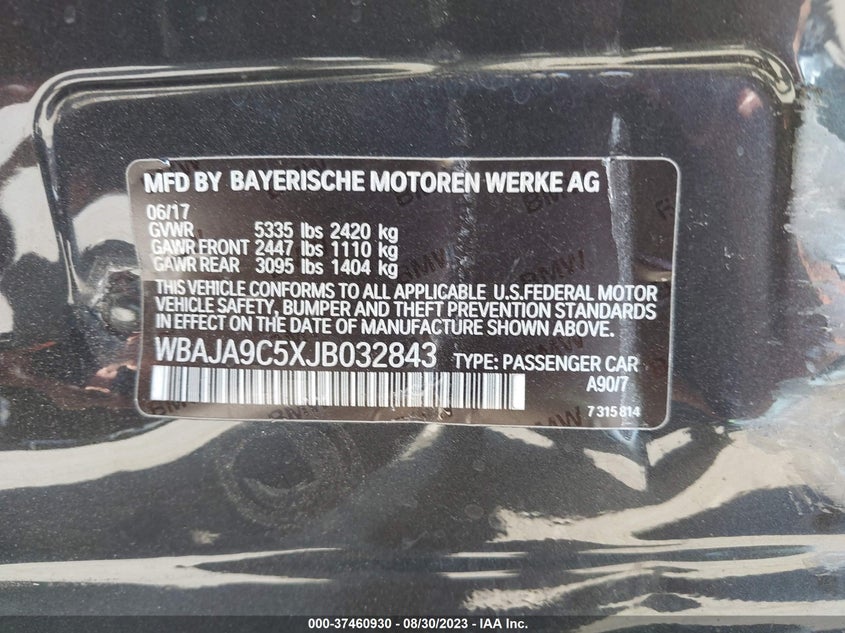 MFD BY BAYERISCHE MOTOREN WERKE AG
06/17
GVWR 5335 lbs 2420 kg
GAWR FRONT 2447 lbs 1110 kg
GAWR REAR 3095 lbs 1404 kg
THIS VEHICLE CONFORMS TO ALL APPLICABLE U.S.FEDERAL MOTOR
VEHICLE SAFETY, BUMPER AND THEFT PREVENTION STANDARDS
IN EFFECT ON THE DATE OF MANUFACTURE SHOWN ABOVE.
WBAJA9C5XJB032843 TYPE: PASSENGER CAR
A90/7
7 315 814
000-37460930 - 08/30/2023 - IAA Inc.